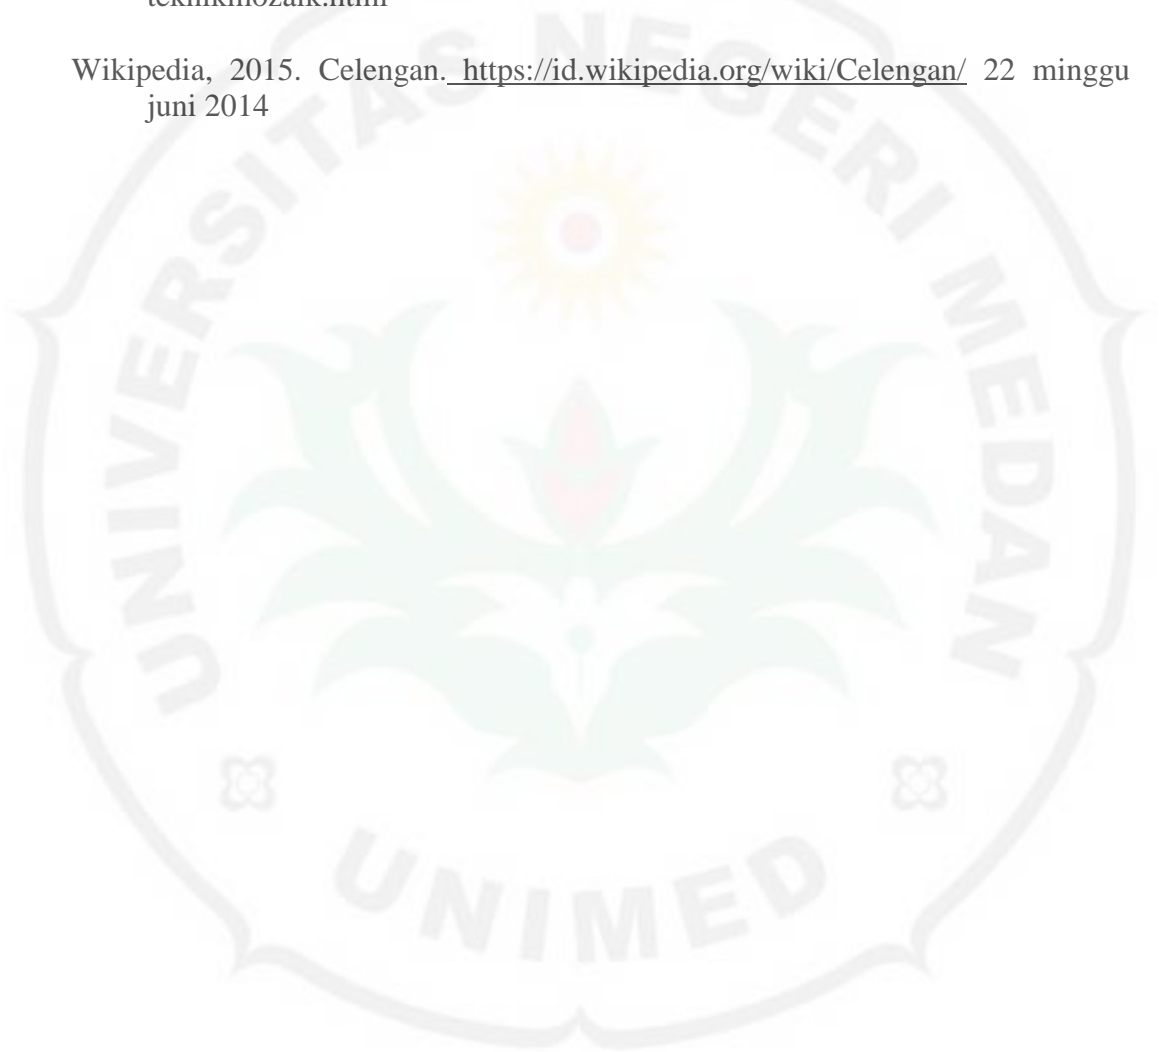 teknikmozaik.html
Wikipedia, 2015. Celengan. https://id.wikipedia.org/wiki/Celengan/ 22 minggu
juni 2014
UNIVERSITAS NEGERI MEDAN
UNIMED